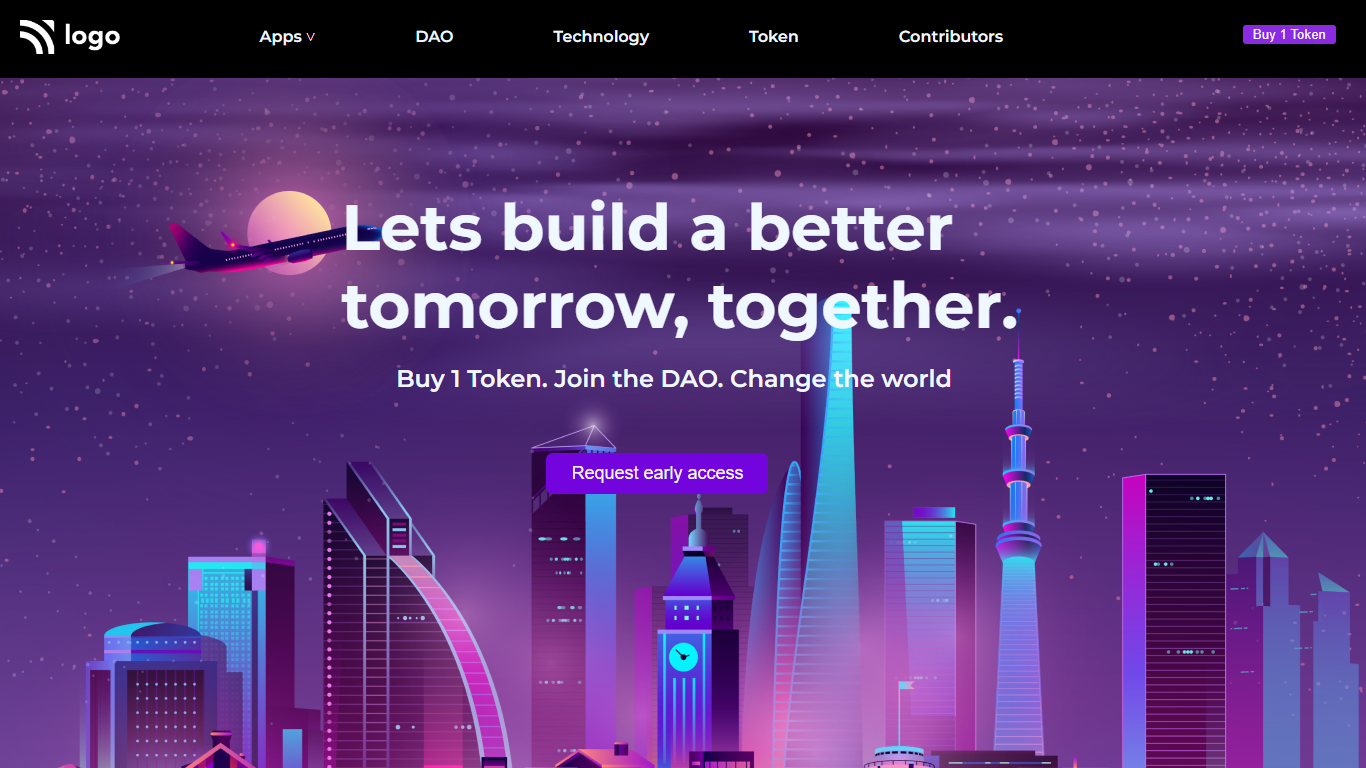 logo
Apps ˅
DAO
Technology
Token
Contributors
Buy 1 Token
Lets build a better
tomorrow, together.
Buy 1 Token. Join the DAO. Change the world
Request early access